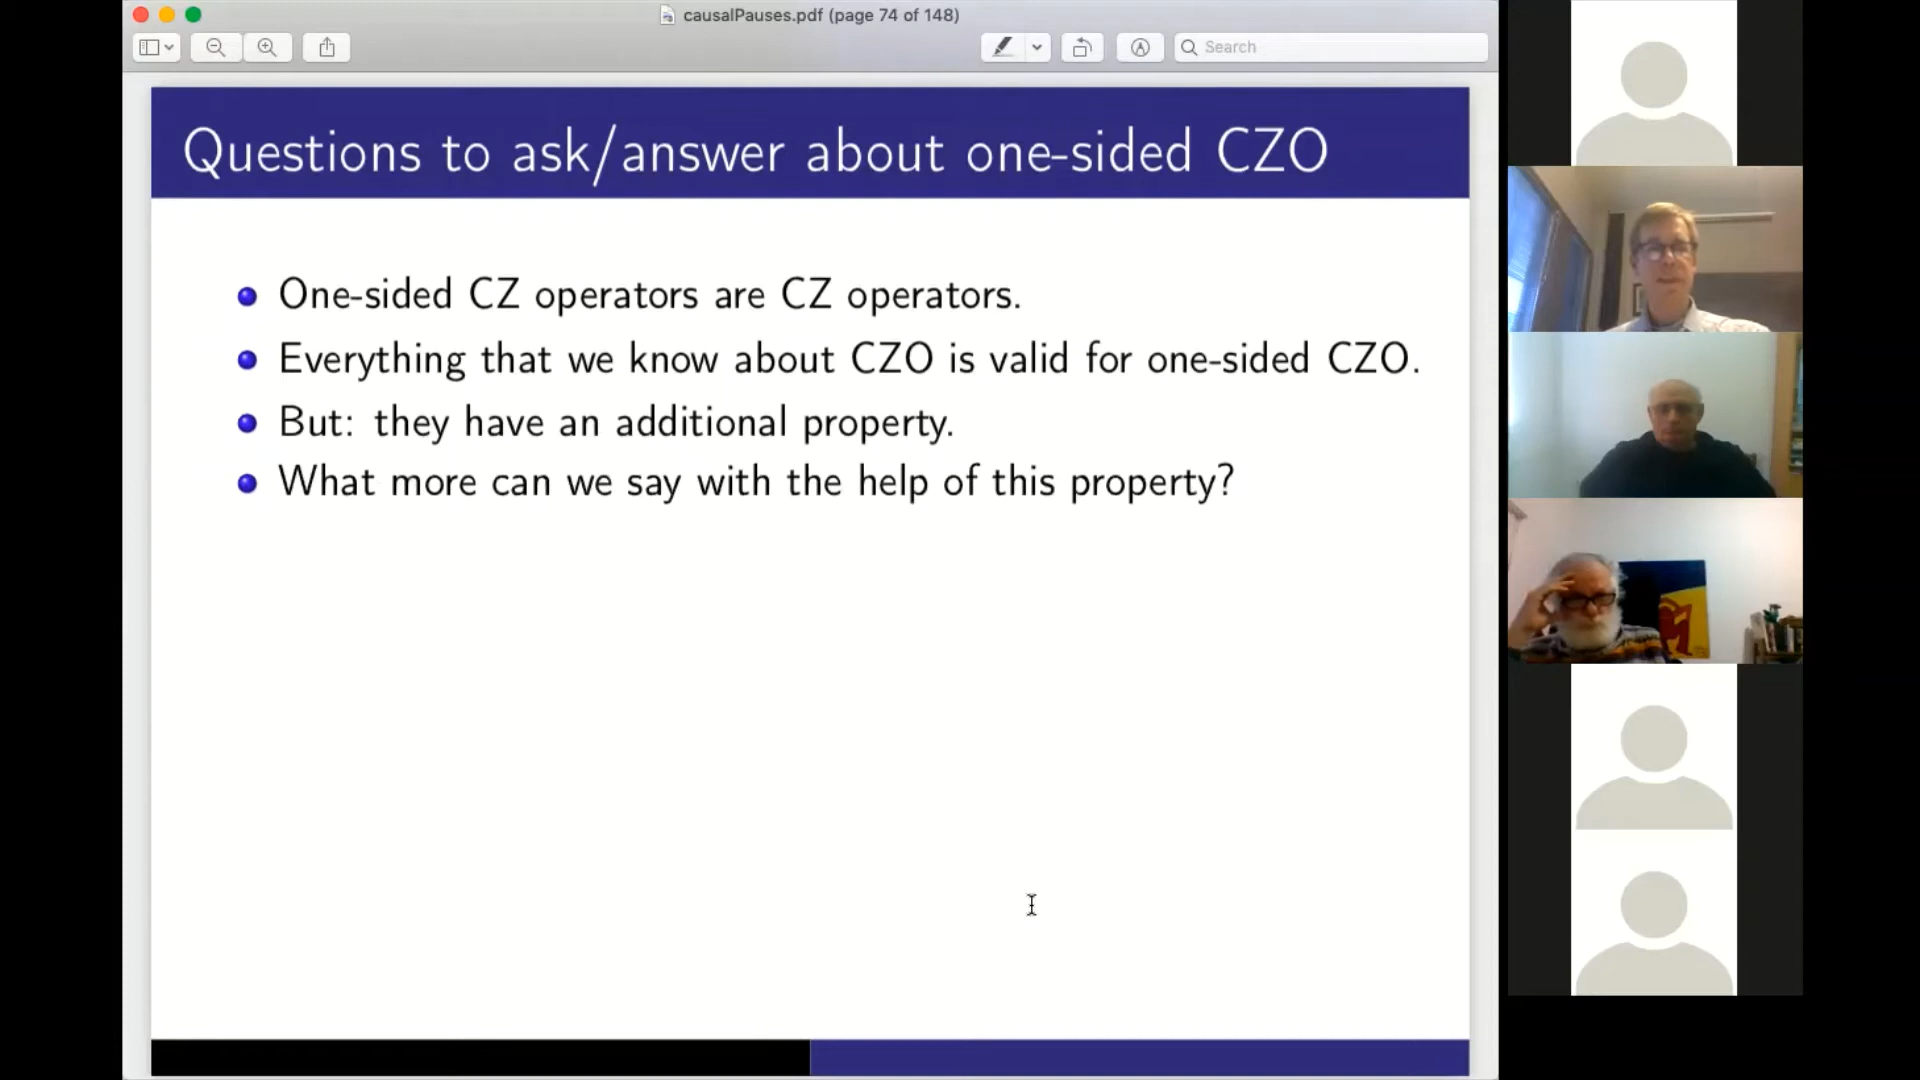 causalPauses.pdf (page 74 of 148)
Search
Questions to ask/answer about one-sided CZO
One-sided CZ operators are CZ operators.
Everything that we know about CZO is valid for one-sided CZO.
But: they have an additional property.
What more can we say with the help of this property?